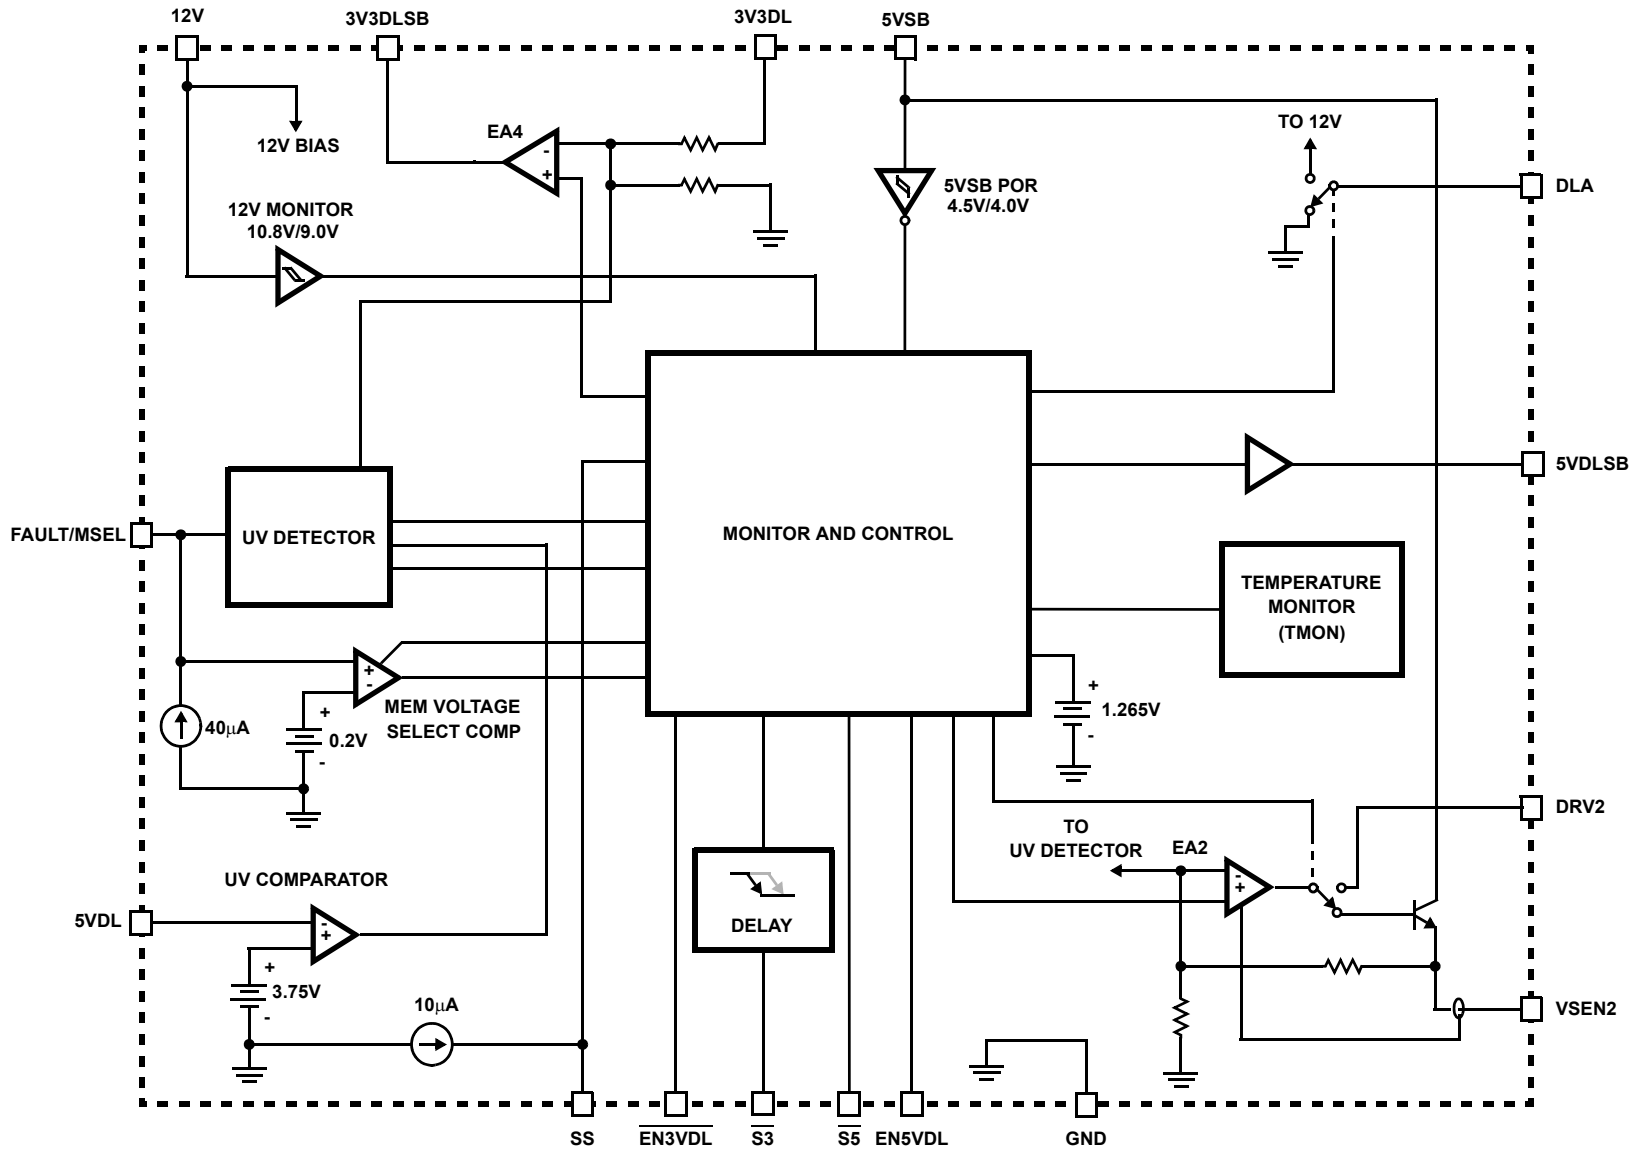 12V
3V3DLSB
3V3DL
5VSB
EA4
-
+
12V BIAS
TO 12V
5VSB POR
4.5V/4.0V
DLA
12V MONITOR
10.8V/9.0V
5VDLSB
FAULT/MSEL
UV DETECTOR
MONITOR AND CONTROL
TEMPERATURE
MONITOR
(TMON)
+
-
MEM VOLTAGE
SELECT COMP
40μA
+
0.2V
-
+
1.265V
-
DRV2
TO
UV DETECTOR
EA2
-
+
UV COMPARATOR
5VDL
-
+
DELAY
+
3.75V
-
10μA
VSEN2
SS
EN3VDL
S3
S5
EN5VDL
GND